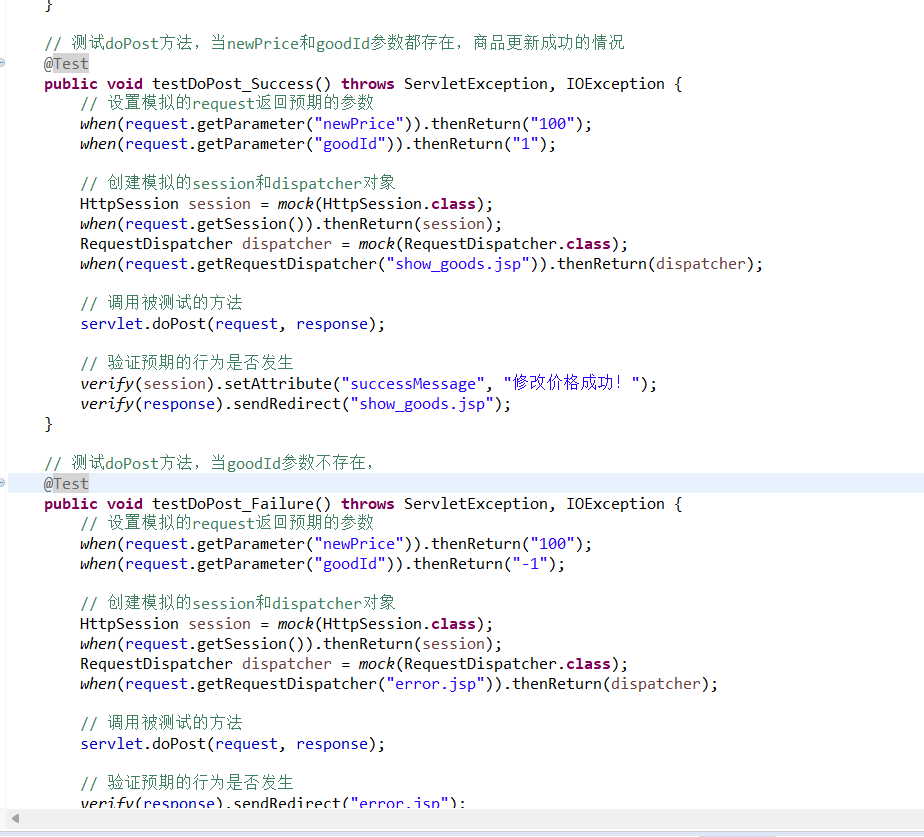 }
// 测试doPost方法，当newPrice和goodId参数都存在，商品更新成功的情况
@Test
public void testDoPost_Success() throws ServletException, IOException {
// 设置模拟的request返回预期的参数
when(request.getParameter("newPrice")).thenReturn("100");
when(request.getParameter("goodId")).thenReturn("1");
// 创建模拟的session和dispatcher对象
HttpSession session = mock(HttpSession.class);
when(request.getSession()).thenReturn(session);
RequestDispatcher dispatcher = mock(RequestDispatcher.class);
when(request.getRequestDispatcher("show_goods.jsp")).thenReturn(dispatcher);
// 调用被测试的方法
servlet.doPost(request, response);
// 验证预期的行为是否发生
verify(session).setAttribute("successMessage", "修改价格成功！");
verify(response).sendRedirect("show_goods.jsp");
}
// 测试doPost方法，当goodId参数不存在，
@Test
public void testDoPost_Failure() throws ServletException, IOException {
// 设置模拟的request返回预期的参数
when(request.getParameter("newPrice")).thenReturn("100");
when(request.getParameter("goodId")).thenReturn("-1");
// 创建模拟的session和dispatcher对象
HttpSession session = mock(HttpSession.class);
when(request.getSession()).thenReturn(session);
RequestDispatcher dispatcher = mock(RequestDispatcher.class);
when(request.getRequestDispatcher("error.jsp")).thenReturn(dispatcher);
// 调用被测试的方法
servlet.doPost(request, response);
// 验证预期的行为是否发生
verify(response).sendRedirect("error.jsp");